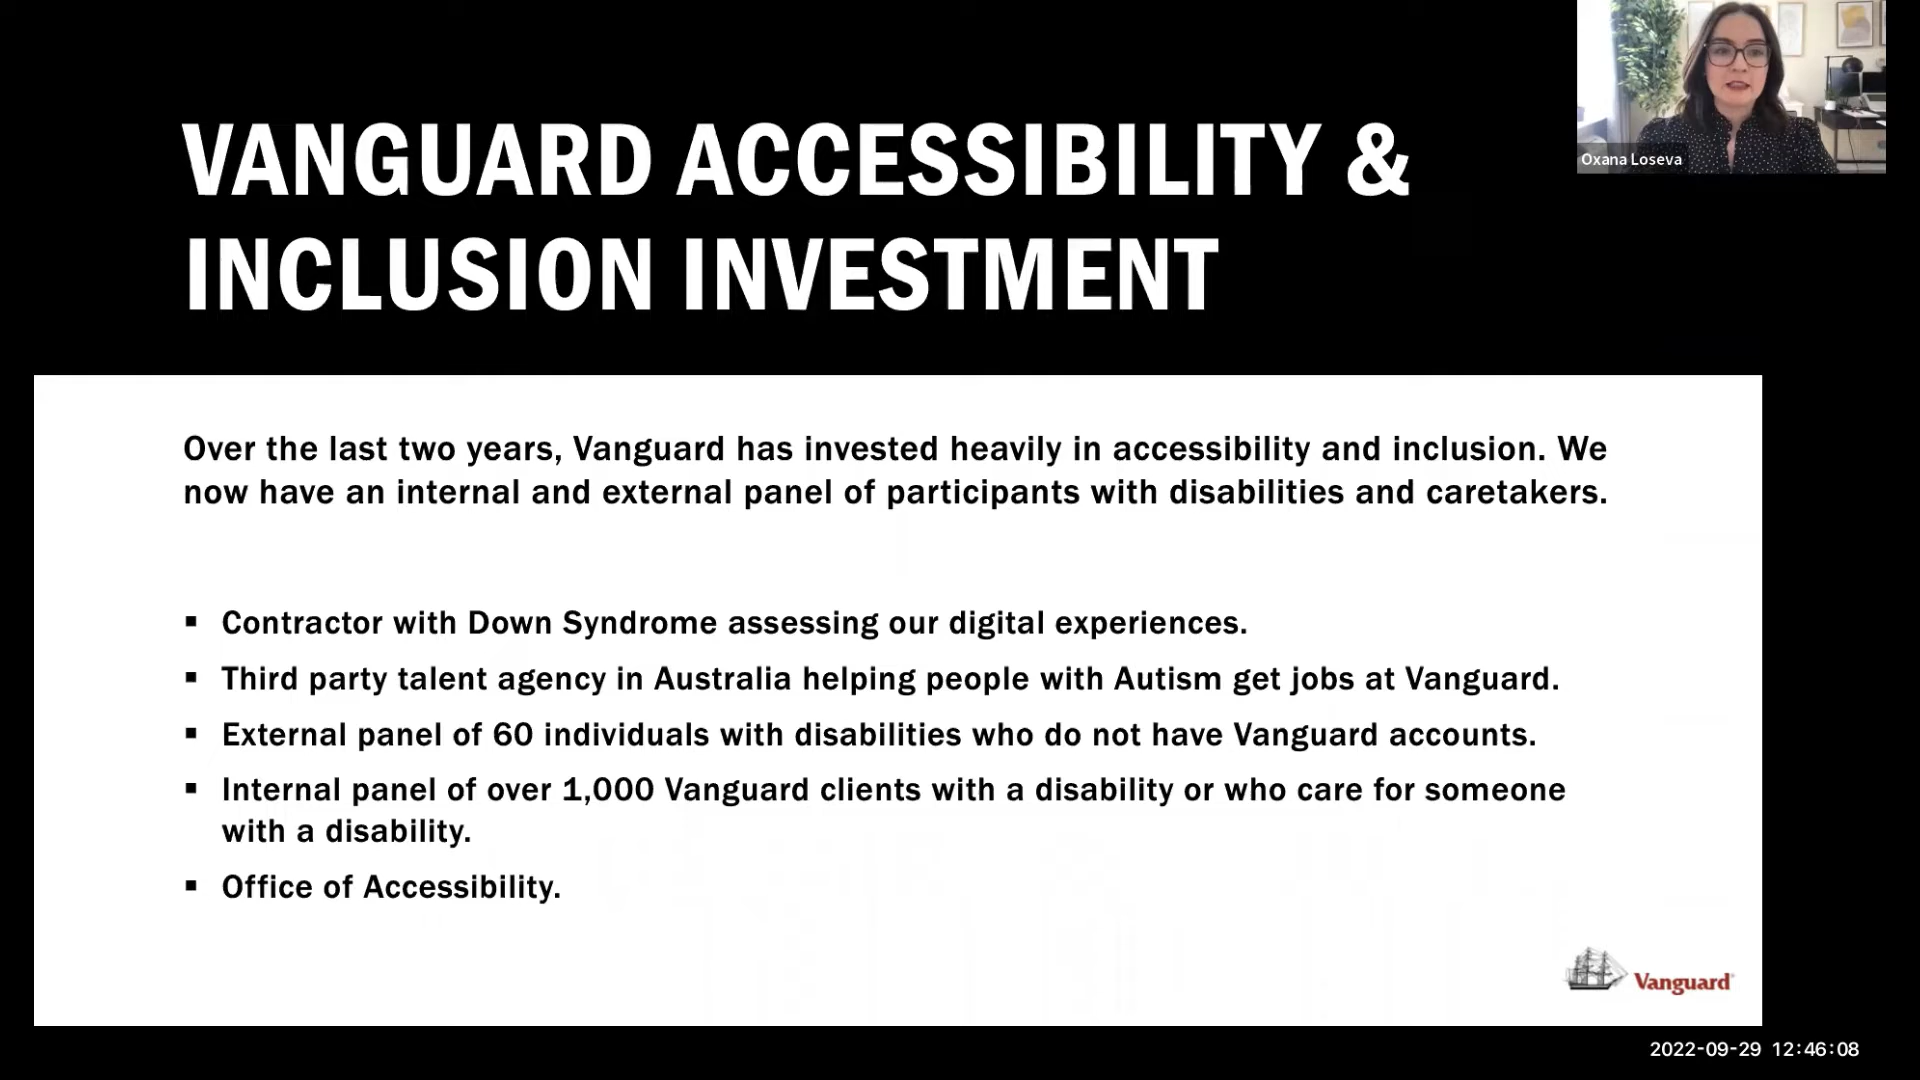 VANGUARD ACCESSIBILITY &
INCLUSION INVESTMENT
Oxana Loseva
Over the last two years, Vanguard has invested heavily in accessibility and inclusion. We
now have an internal and external panel of participants with disabilities and caretakers.
▪ Contractor with Down Syndrome assessing our digital experiences.
▪ Third party talent agency in Australia helping people with Autism get jobs at Vanguard.
▪ External panel of 60 individuals with disabilities who do not have Vanguard accounts.
▪ Internal panel of over 1,000 Vanguard clients with a disability or who care for someone
with a disability.
▪ Office of Accessibility.
Vanguard
2022-09-29 12:46:08